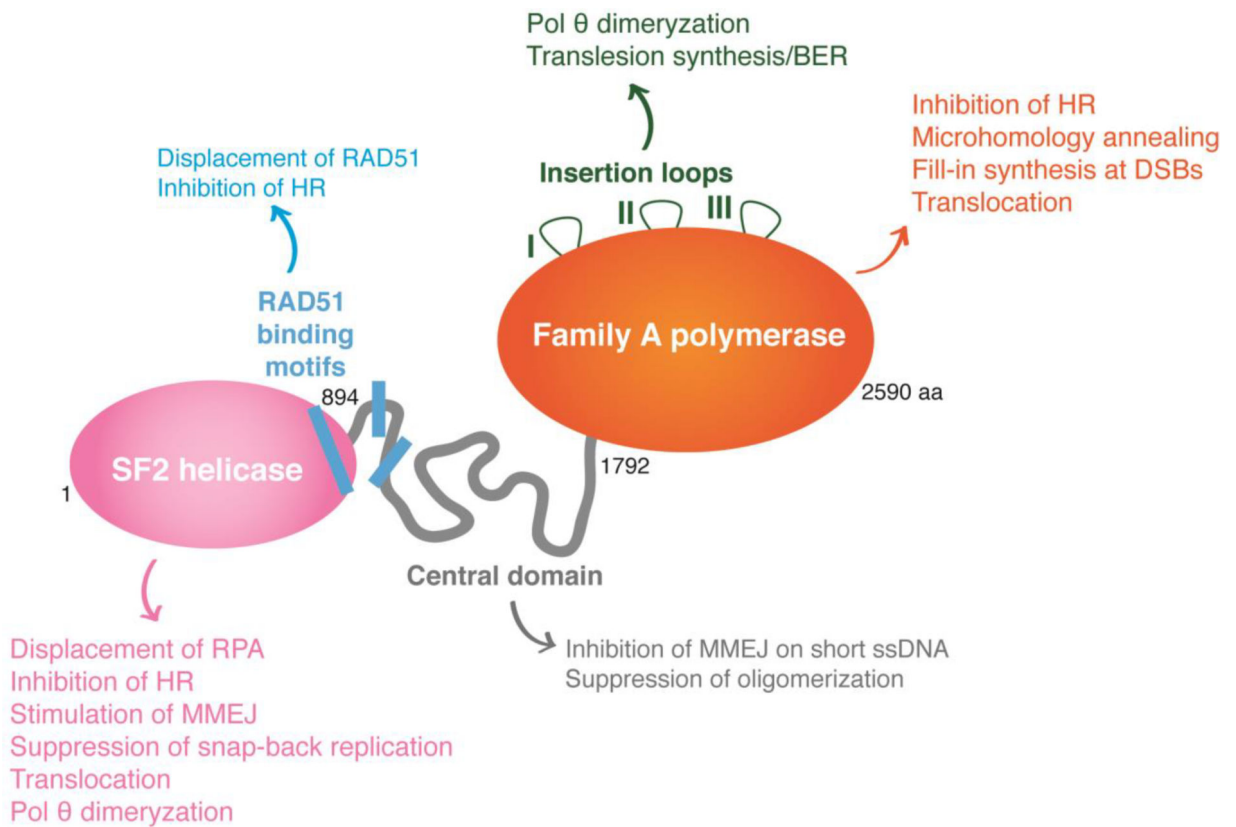 Pol θ dimeryzation
Translesion synthesis/BER
Inhibition of HR
Microhomology annealing
Fill-in synthesis at DSBs
Translocation
Displacement of RAD51
Inhibition of HR
Insertion loops
I
II
III
RAD51
binding
motifs
Family A polymerase
894
2590 aa
SF2 helicase
1792
1
Central domain
Displacement of RPA
Inhibition of HR
Stimulation of MMEJ
Suppression of snap-back replication
Translocation
Pol θ dimeryzation
Inhibition of MMEJ on short ssDNA
Suppression of oligomerization